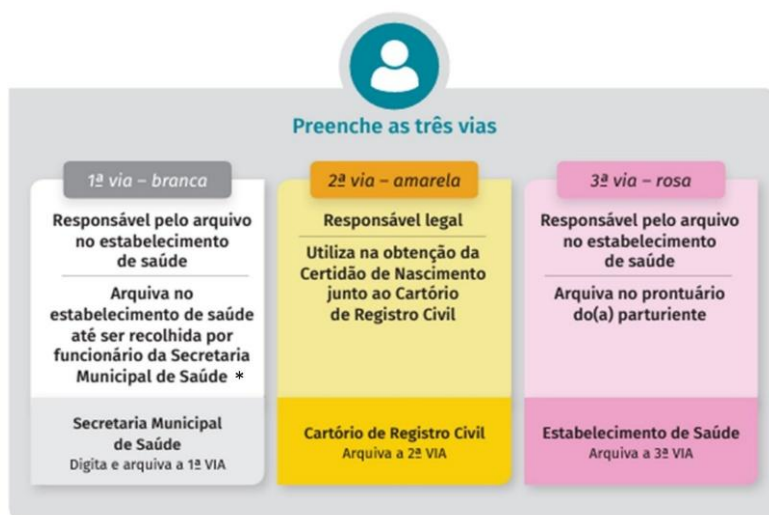 Preenche as três vias
1ª via – branca
Responsável pelo arquivo
no estabelecimento
de saúde
Arquiva no
estabelecimento de saúde
até ser recolhida por
funcionário da Secretaria
Municipal de Saúde *
Secretaria Municipal
de Saúde
Digita e arquiva a 1ª VIA
2ª via – amarela
Responsável legal
Utiliza na obtenção da
Certidão de Nascimento
junto ao Cartório
de Registro Civil
Cartório de Registro Civil
Arquiva a 2ª VIA
3ª via – rosa
Responsável pelo arquivo
no estabelecimento
de saúde
Arquiva no prontuário
do(a) parturiente
Estabelecimento de Saúde
Arquiva a 3ª VIA